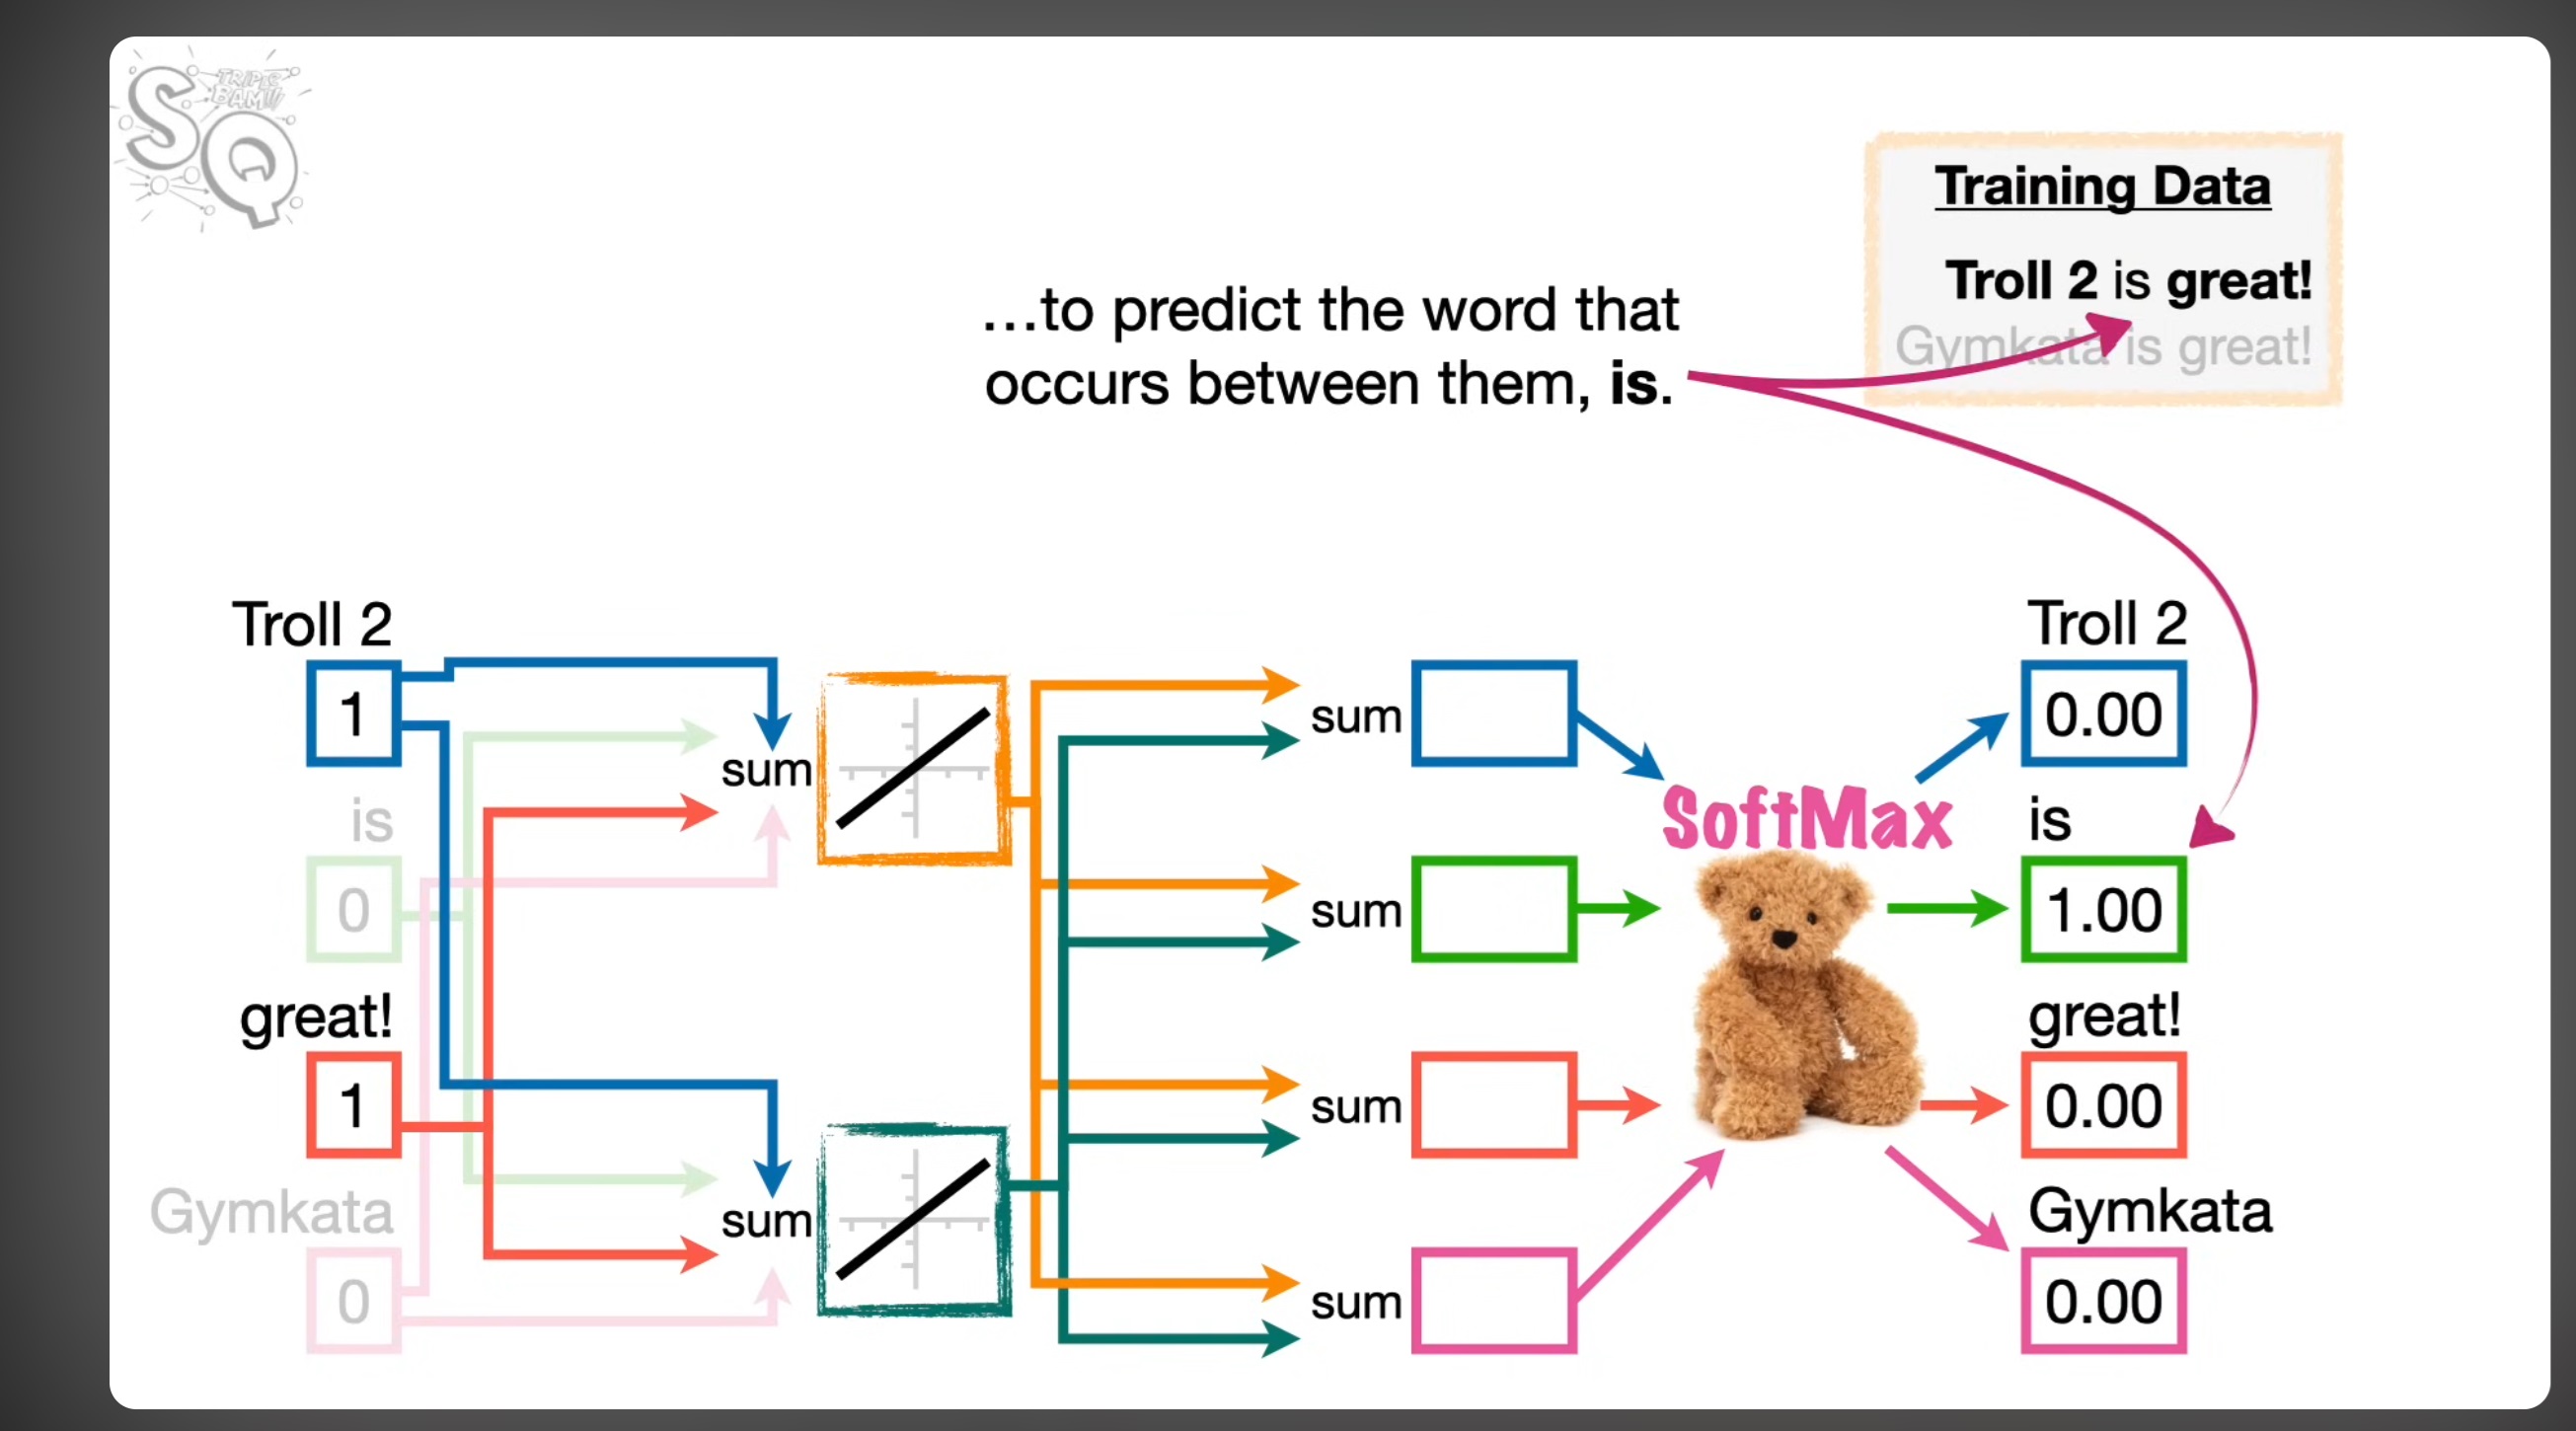 SQ
TRIPLE
BAM!!!
Training Data
Troll 2 is great!
Gymkata is great!
...to predict the word that
occurs between them, is.
Troll 2
1
is
0
great!
1
Gymkata
0
sum
sum
sum
sum
sum
sum
SoftMax
Troll 2
0.00
is
1.00
great!
0.00
Gymkata
0.00